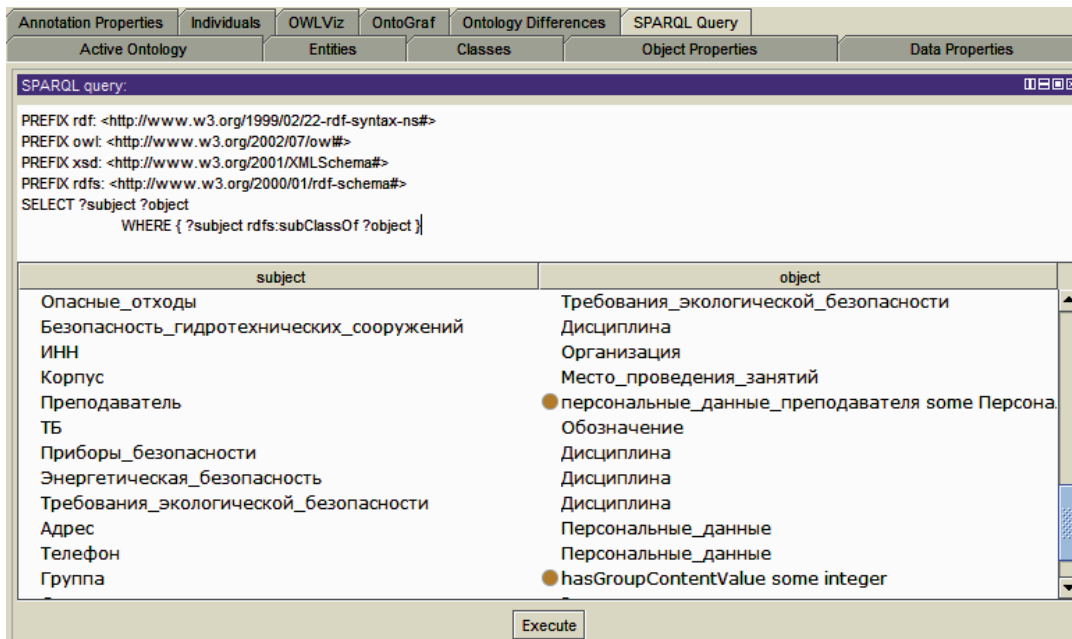 Annotation Properties Individuals OWLViz OntoGraf Ontology Differences SPARQL Query
Active Ontology Entities Classes Object Properties Data Properties
SPARQL query:
PREFIX rdf: <http://www.w3.org/1999/02/22-rdf-syntax-ns#>
PREFIX owl: <http://www.w3.org/2002/07/owl#>
PREFIX xsd: <http://www.w3.org/2001/XMLSchema#>
PREFIX rdfs: <http://www.w3.org/2000/01/rdf-schema#>
SELECT ?subject ?object
WHERE { ?subject rdfs:subClassOf ?object }
subject object
Опасные_отходы Требования_экологической_безопасности
Безопасность_гидротехнических_сооружений Дисциплина
ИНН Организация
Корпус Место_проведения_занятий
Преподаватель персональные_данные_преподавателя some Персона.
ТБ Обозначение
Приборы_безопасности Дисциплина
Энергетическая_безопасность Дисциплина
Требования_экологической_безопасности Дисциплина
Адрес Персональные_данные
Телефон Персональные_данные
Группа hasGroupContentValue some integer
Execute